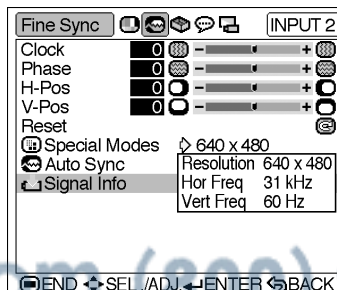 Fine Sync INPUT 2
Clock 0 - +
Phase 0 - +
H-Pos 0 - +
V-Pos 0 - +
Reset
Special Modes 640 x 480
Auto Sync Resolution 640 x 480
Signal Info Hor Freq 31 kHz
Vert Freq 60 Hz
END SEL./ADJ. ENTER BACK